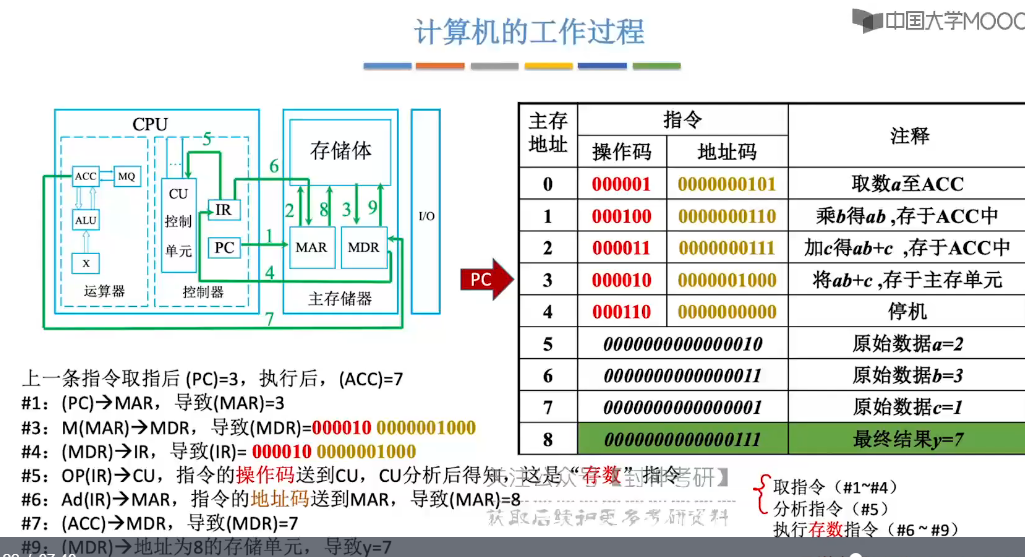 计算机的工作过程
中国大学MOOC
CPU
ACC
MQ
ALU
X
运算器
CU
控制
单元
IR
PC
控制器
存储体
MAR
MDR
主存储器
I/O
5
6
2
8
3
9
1
4
7
PC
主存地址 指令 注释
操作码 地址码
0 000001 0000000101 取数a至ACC
1 000100 0000000110 乘b得ab ,存于ACC中
2 000011 0000000111 加c得ab+c ,存于ACC中
3 000010 0000001000 将ab+c ,存于主存单元
4 000110 0000000000 停机
5 0000000000000010 原始数据a=2
6 0000000000000011 原始数据b=3
7 0000000000000001 原始数据c=1
8 0000000000000111 最终结果y=7
上一条指令取指后 (PC)=3，执行后，(ACC)=7
#1：(PC)→MAR，导致(MAR)=3
#3：M(MAR)→MDR，导致(MDR)=000010 0000001000
#4：(MDR)→IR，导致(IR)= 000010 0000001000
#5：OP(IR)→CU，指令的操作码送到CU，CU分析后得知，这是“存数”指令
#6：Ad(IR)→MAR，指令的地址码送到MAR，导致(MAR)=8
#7：(ACC)→MDR，导致(MDR)=7
#9：(MDR)→地址为8的存储单元，导致y=7
取指令（#1~#4）
分析指令（#5）
执行存数指令（#6～#9）
获取后续和更多考研资料